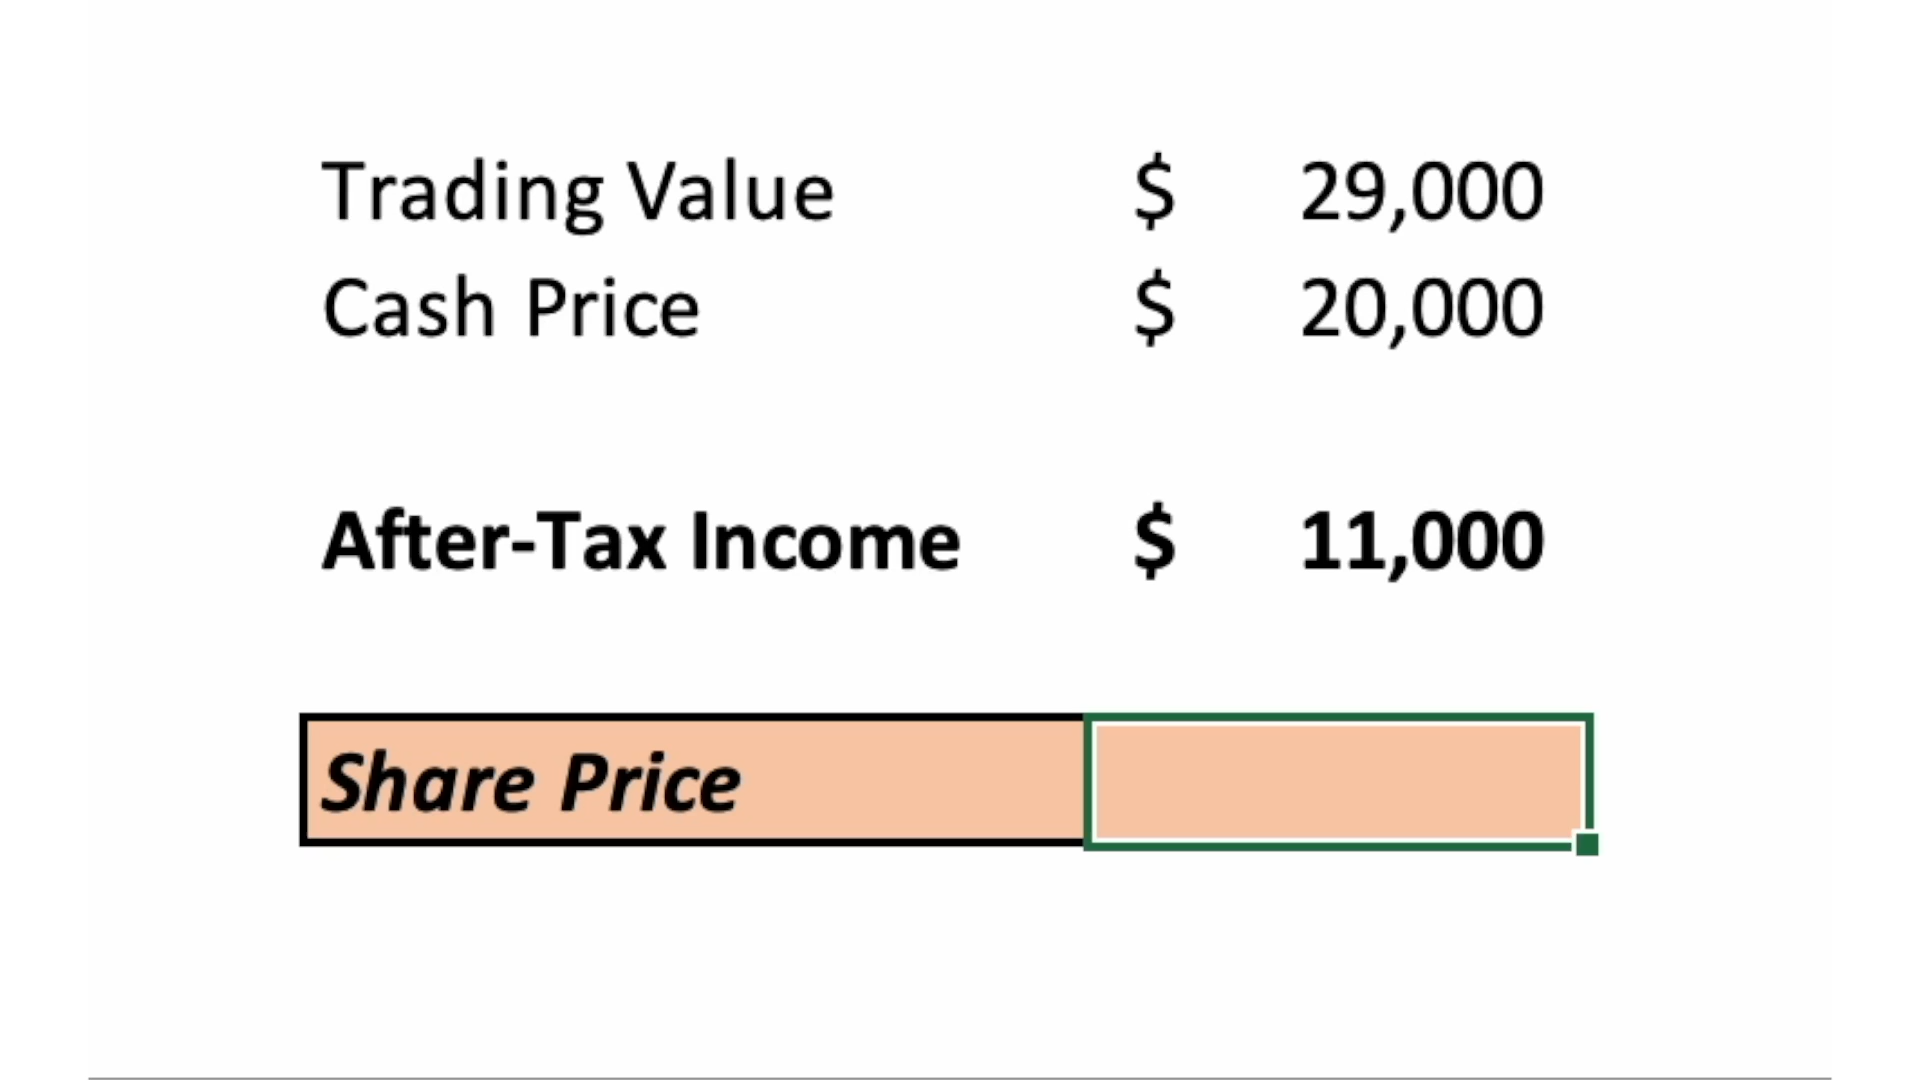 Trading Value $ 29,000
Cash Price $ 20,000
After-Tax Income $ 11,000
Share Price